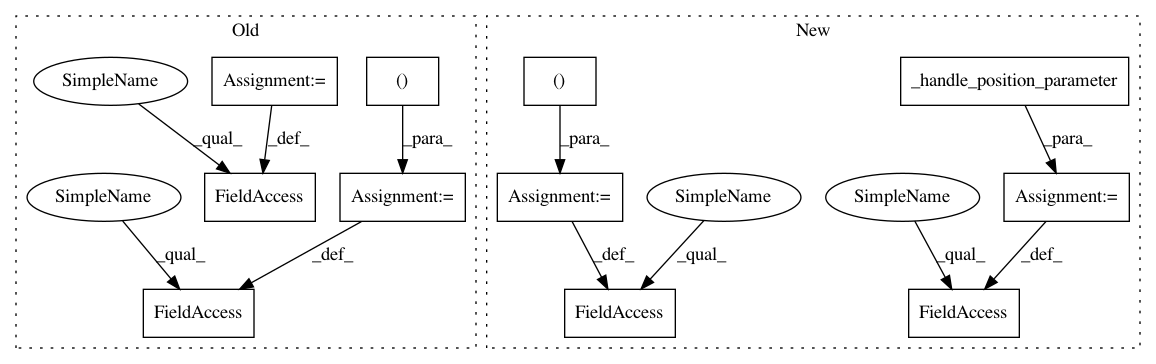 Old
New
SimpleName
Assignment:=
()
()
_handle_position_parameter
_qual_
_def_
_para_
_para_
_para_
SimpleName
FieldAccess
Assignment:=
Assignment:=
SimpleName
SimpleName
Assignment:=
_qual_
_def_
_def_
_qual_
_qual_
_def_
FieldAccess
FieldAccess
FieldAccess